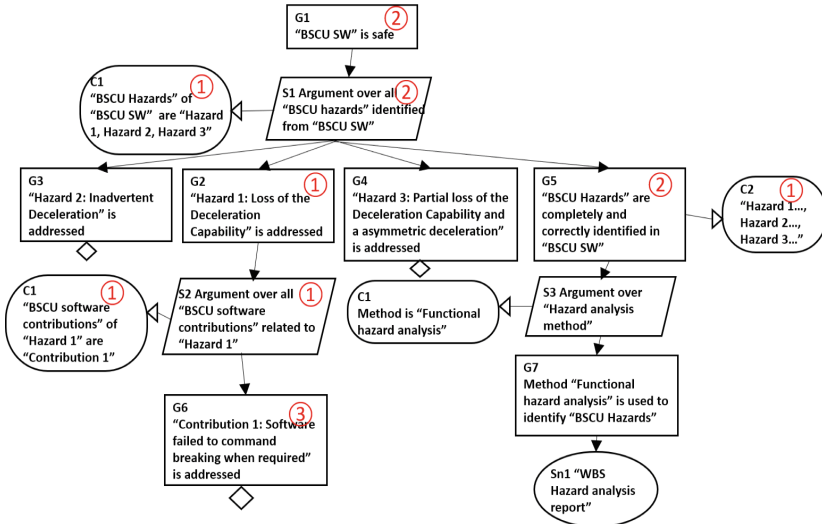 G1
"BSCU SW" is safe
2
C1
"BSCU Hazards" of
"BSCU SW" are "Hazard
1, Hazard 2, Hazard 3"
1
S1 Argument over all
"BSCU hazards" identified
from "BSCU SW"
2
G3
"Hazard 2: Inadvertent
Deceleration" is
addressed
G2
"Hazard 1: Loss of the
Deceleration
Capability" is addressed
1
G4
"Hazard 3: Partial loss of the
Deceleration Capability and
a asymmetric deceleration"
is addressed
G5
"BSCU Hazards" are
completely and
correctly identified in
"BSCU SW"
2
C2
"Hazard 1...,
Hazard 2...,
Hazard 3..."
1
C1
"BSCU software
contributions" of
"Hazard 1" are
"Contribution 1"
1
S2 Argument over all
"BSCU software
contributions" related to
"Hazard 1"
1
C1
Method is "Functional
hazard analysis"
S3 Argument over
"Hazard analysis
method"
G6
"Contribution 1: Software
failed to command
breaking when required"
is addressed
3
G7
Method "Functional
hazard analysis" is used to
identify "BSCU Hazards"
Sn1 "WBS
Hazard analysis
report"